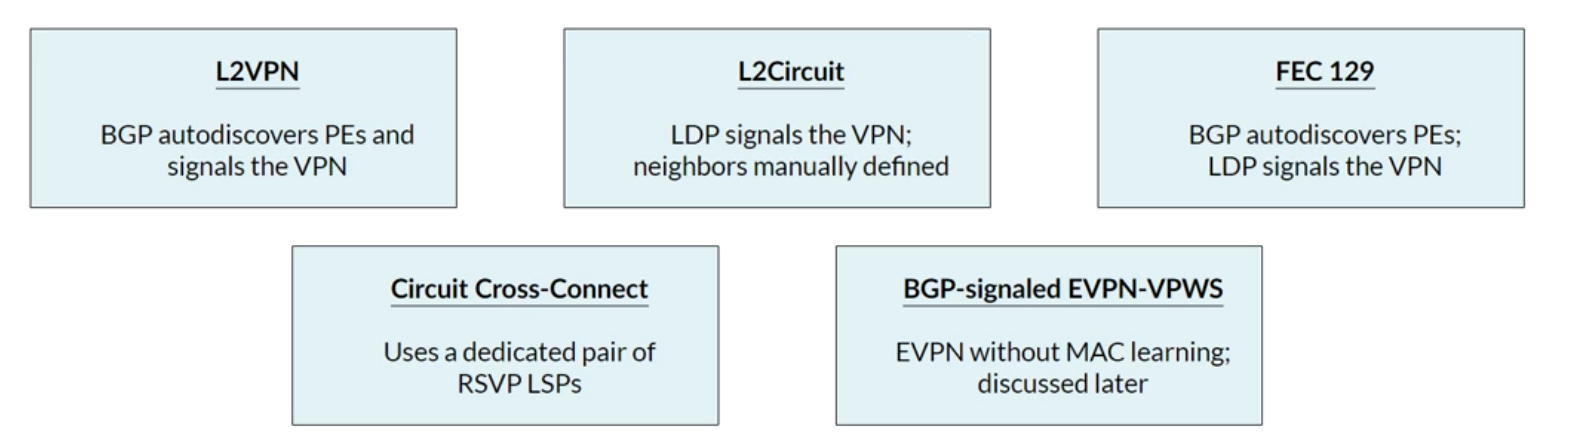 L2VPN
BGP autodiscovers PEs and
signals the VPN
L2Circuit
LDP signals the VPN;
neighbors manually defined
FEC 129
BGP autodiscovers PEs;
LDP signals the VPN
Circuit Cross-Connect
Uses a dedicated pair of
RSVP LSPs
BGP-signaled EVPN-VPWS
EVPN without MAC learning;
discussed later